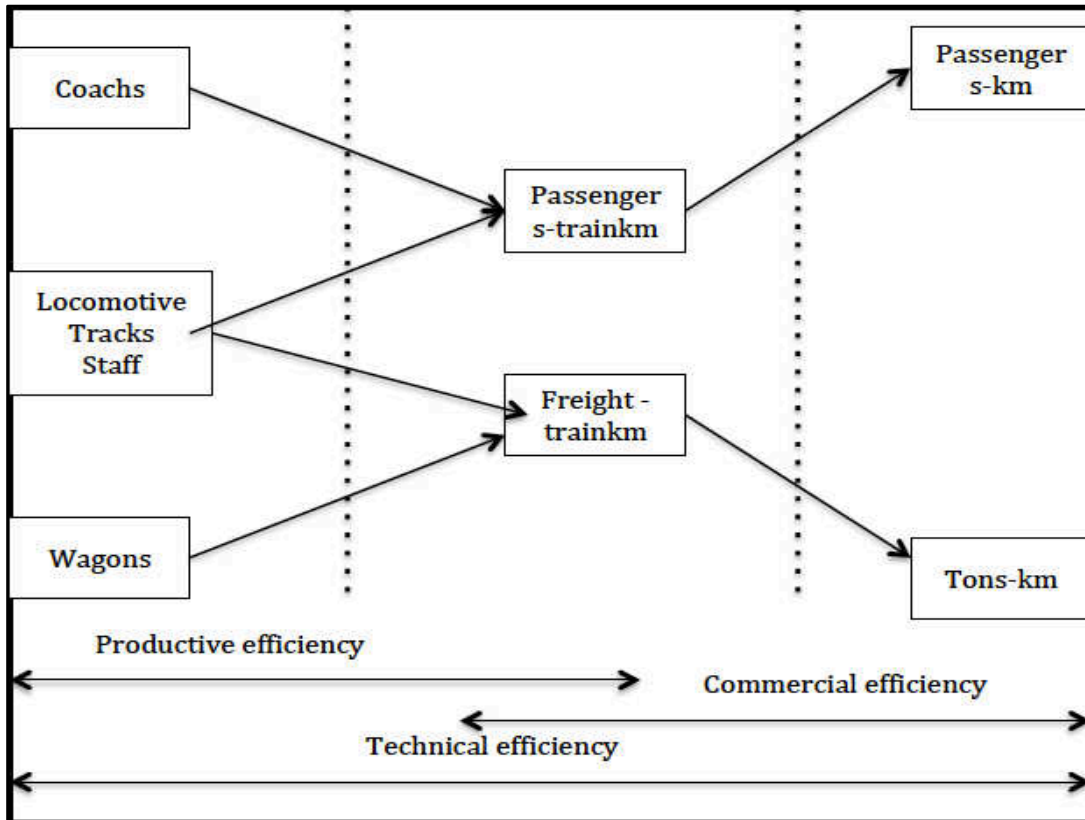 Coachs
Passenger
s-km
Passenger
s-trainkm
Locomotive
Tracks
Staff
Freight -
trainkm
Wagons
Tons-km
Productive efficiency
Commercial efficiency
Technical efficiency